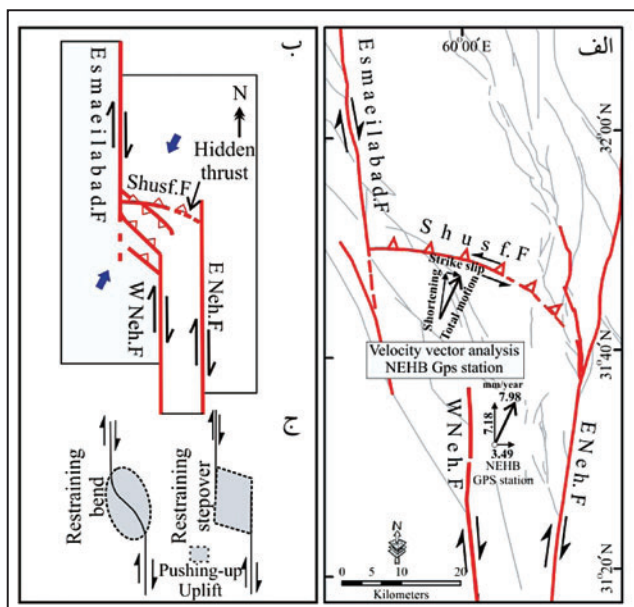 ب
N
Esmaeilabad.F
Hidden
thrust
Shusf.F
W Neh.F
E Neh.F
ج
Restraining
bend
Restraining
stepover
Pushing-up
Uplift
الف
60°00′E
32°00′N
31°40′
31°20′
Esmaeilabad.F
Shusf.F
Strike slip
Shortening
Total motion
Velocity vector analysis
NEHB Gps station
mm/year
7.98
7.18
3.49
NEHB
GPS station
W Neh.F
E Neh.F
N
0 5 10 20
Kilometers